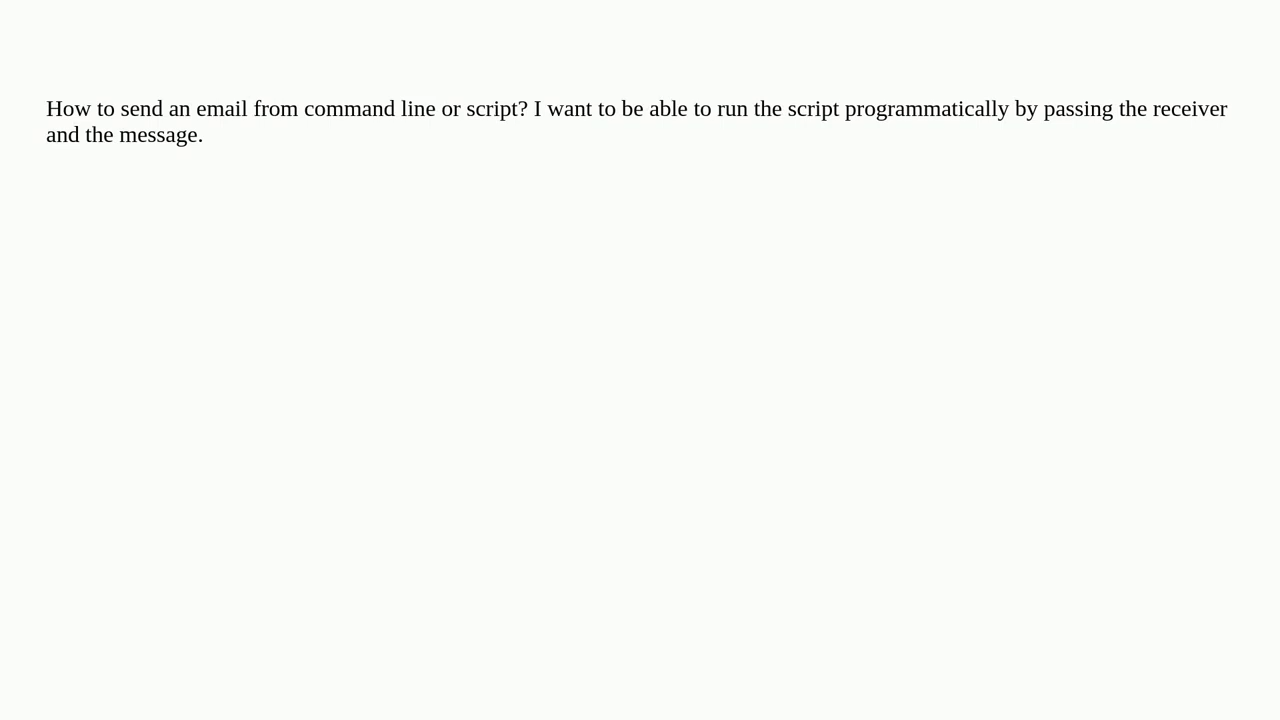 How to send an email from command line or script? I want to be able to run the script programmatically by passing the receiver
and the message.